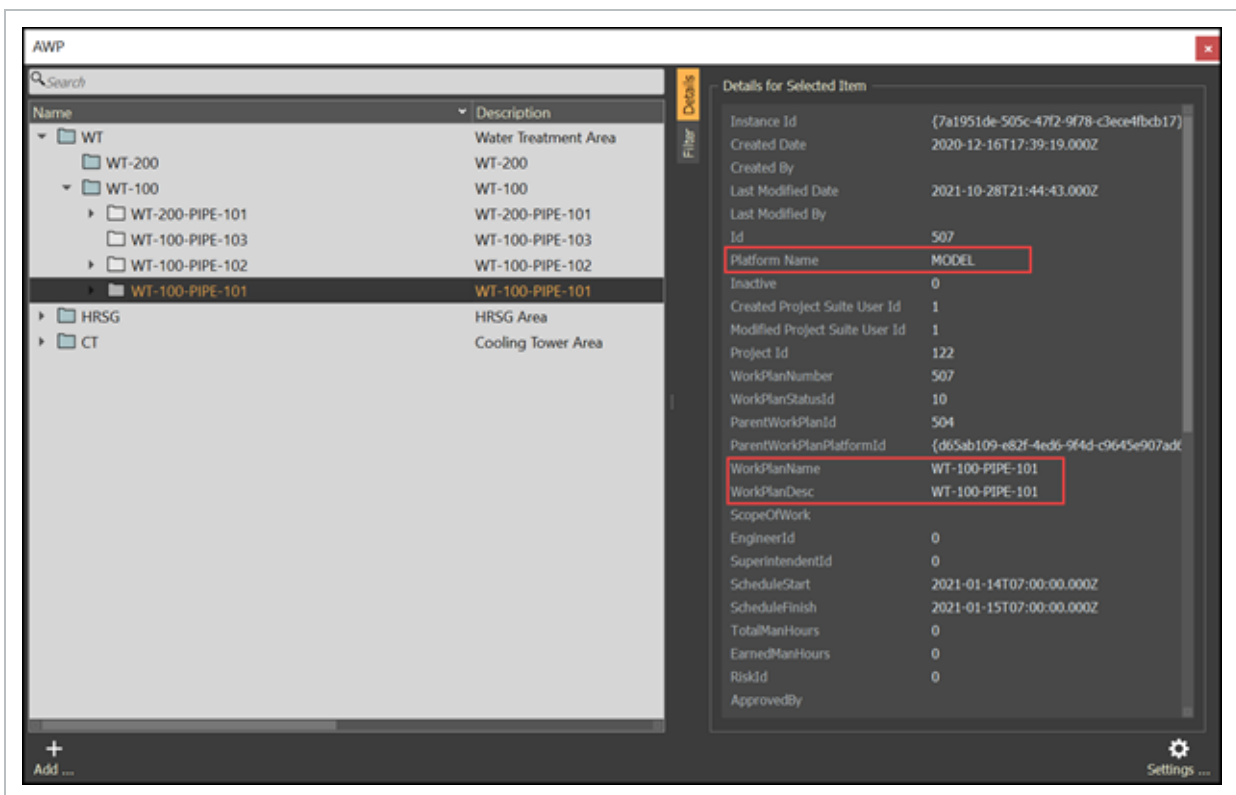 AWP
Search
Name Description
WT Water Treatment Area
WT-200 WT-200
WT-100 WT-100
WT-200-PIPE-101 WT-200-PIPE-101
WT-100-PIPE-103 WT-100-PIPE-103
WT-100-PIPE-102 WT-100-PIPE-102
WT-100-PIPE-101 WT-100-PIPE-101
HRSG HRSG Area
CT Cooling Tower Area
Add ...
Details
Filter
Details for Selected Item
Instance Id {7a1951de-505c-47f2-9f78-c3ece4fbcb17}
Created Date 2020-12-16T17:39:19.000Z
Created By
Last Modified Date 2021-10-28T21:44:43.000Z
Last Modified By
Id 507
Platform Name MODEL
Inactive 0
Created Project Suite User Id 1
Modified Project Suite User Id 1
Project Id 122
WorkPlanNumber 507
WorkPlanStatusId 10
ParentWorkPlanId 504
ParentWorkPlanPlatformId {d65ab109-e82f-4ed6-9f4d-c9645e907ad6
WorkPlanName WT-100-PIPE-101
WorkPlanDesc WT-100-PIPE-101
ScopeOfWork
EngineerId 0
SuperintendentId 0
ScheduleStart 2021-01-14T07:00:00.000Z
ScheduleFinish 2021-01-15T07:00:00.000Z
TotalManHours 0
EarnedManHours 0
RiskId 0
ApprovedBy
Settings ...